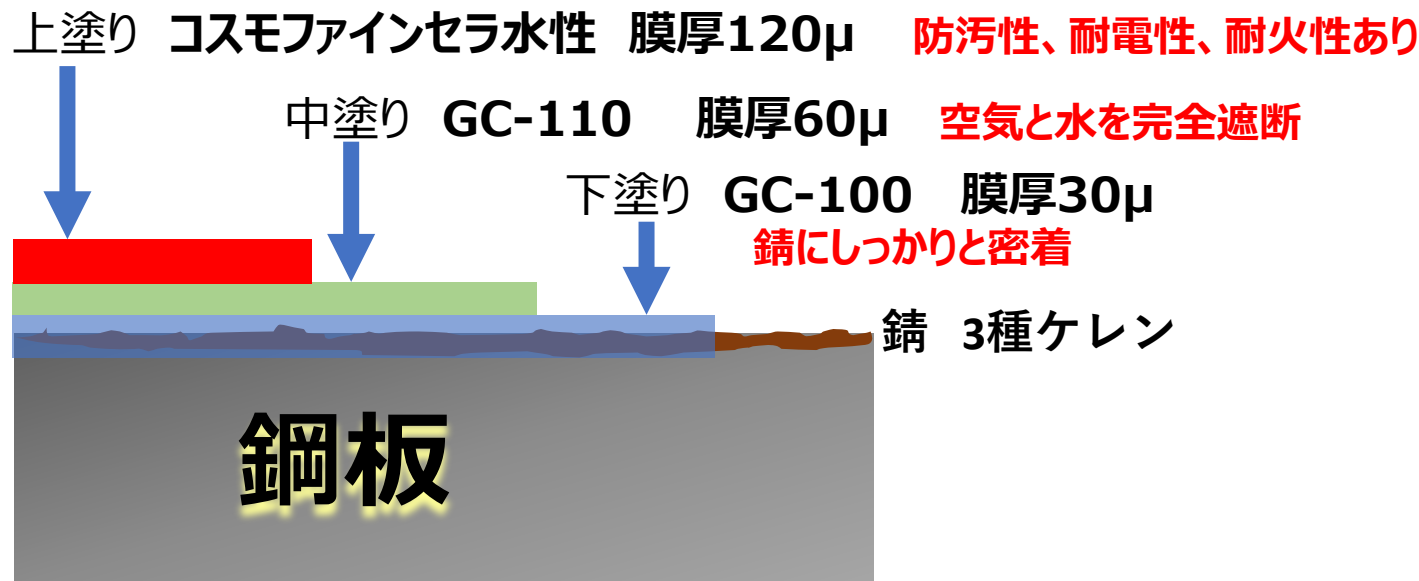 上塗り コスモファインセラ水性 膜厚120μ 防汚性、耐電性、耐火性あり
中塗り GC-110 膜厚60μ 空気と水を完全遮断
下塗り GC-100 膜厚30μ
錆にしっかりと密着
錆 3種ケレン
鋼板